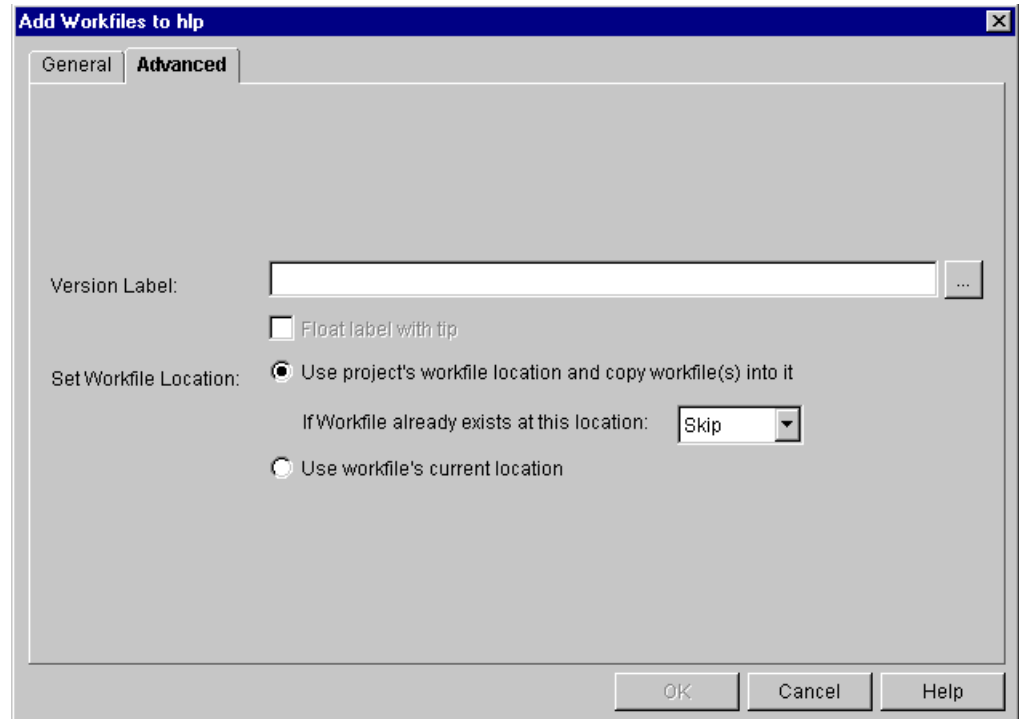 Add Workfiles to hlp
General Advanced
Version Label: ...
Float label with tip
Set Workfile Location: Use project's workfile location and copy workfile(s) into it
If Workfile already exists at this location: Skip
Use workfile's current location
OK Cancel Help